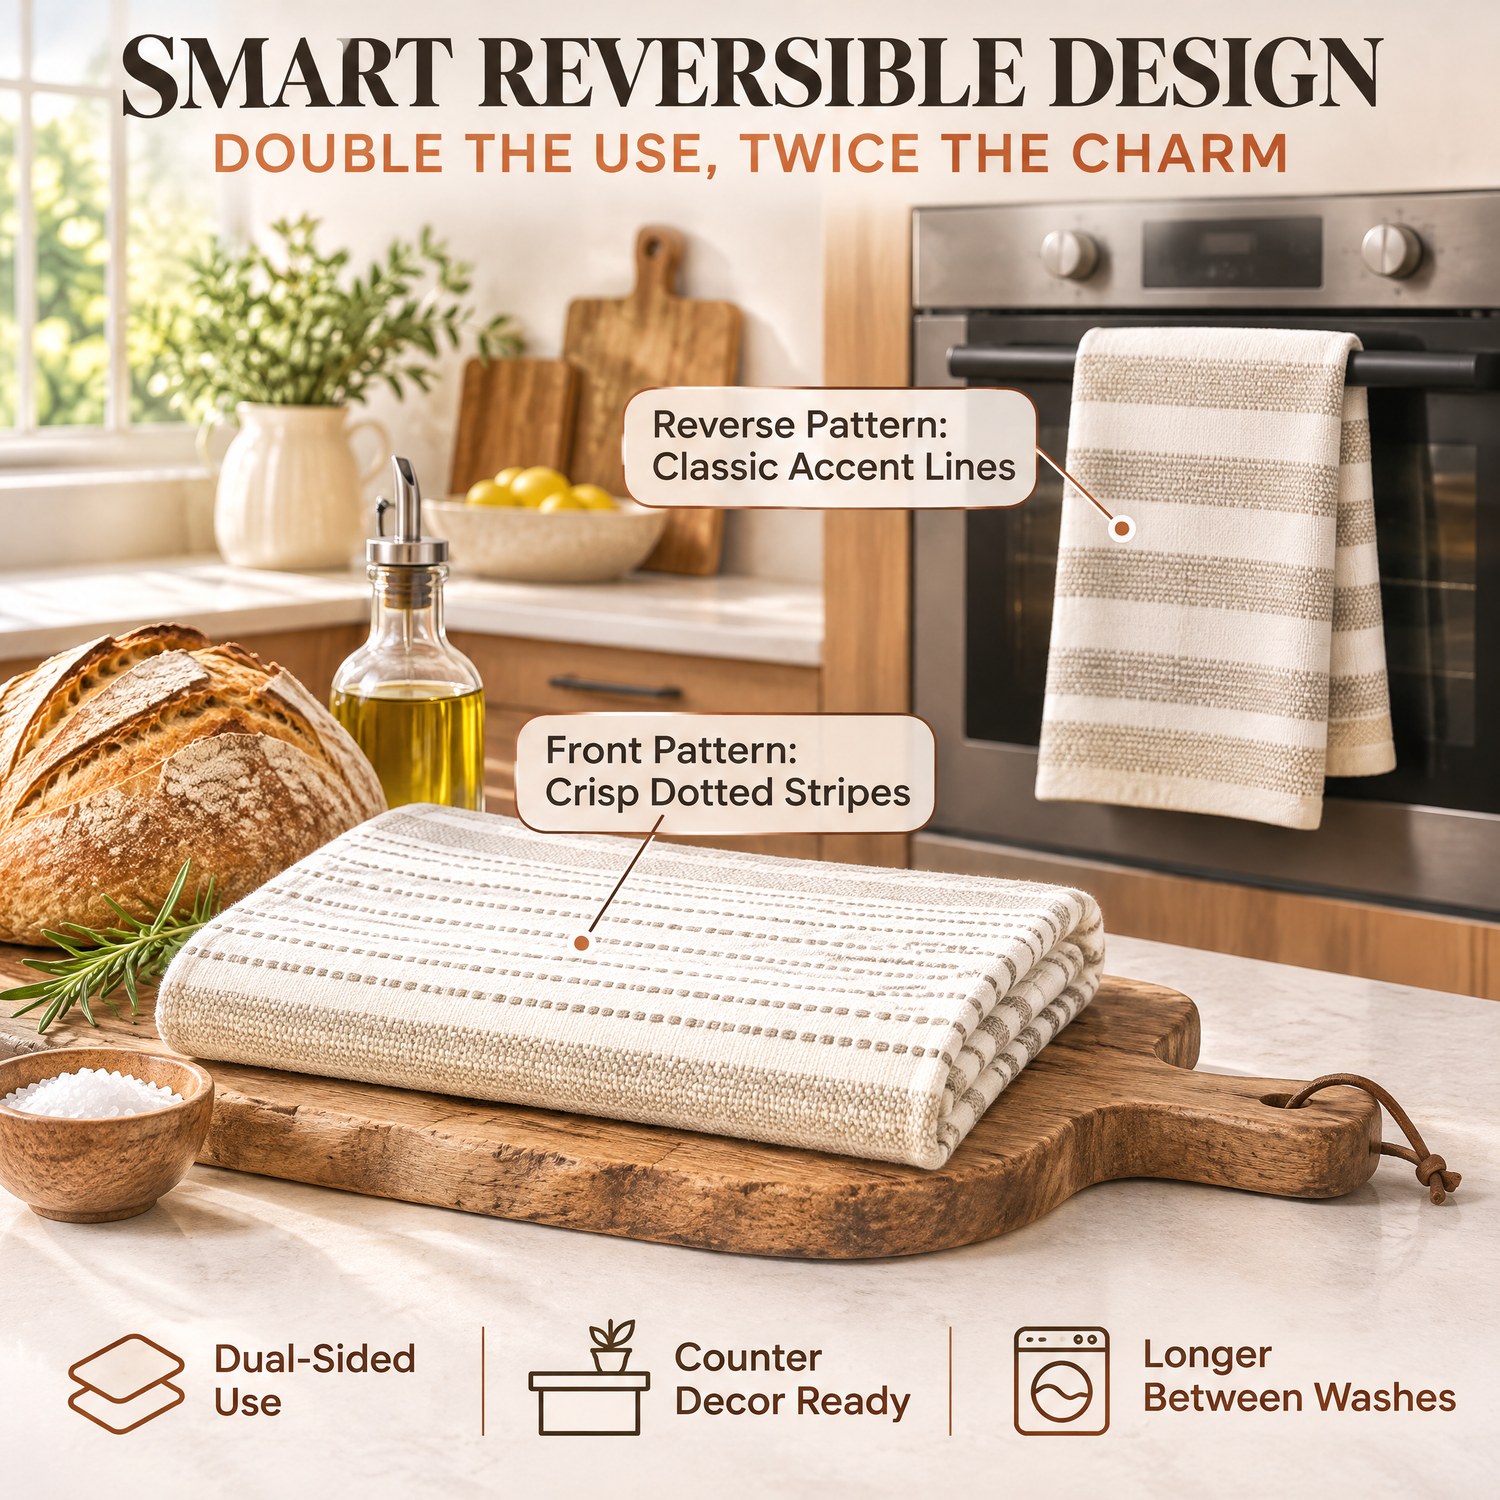 SMART REVERSIBLE DESIGN
DOUBLE THE USE, TWICE THE CHARM
Reverse Pattern:
Classic Accent Lines
Front Pattern:
Crisp Dotted Stripes
Dual-Sided
Use
Counter
Decor Ready
Longer
Between Washes